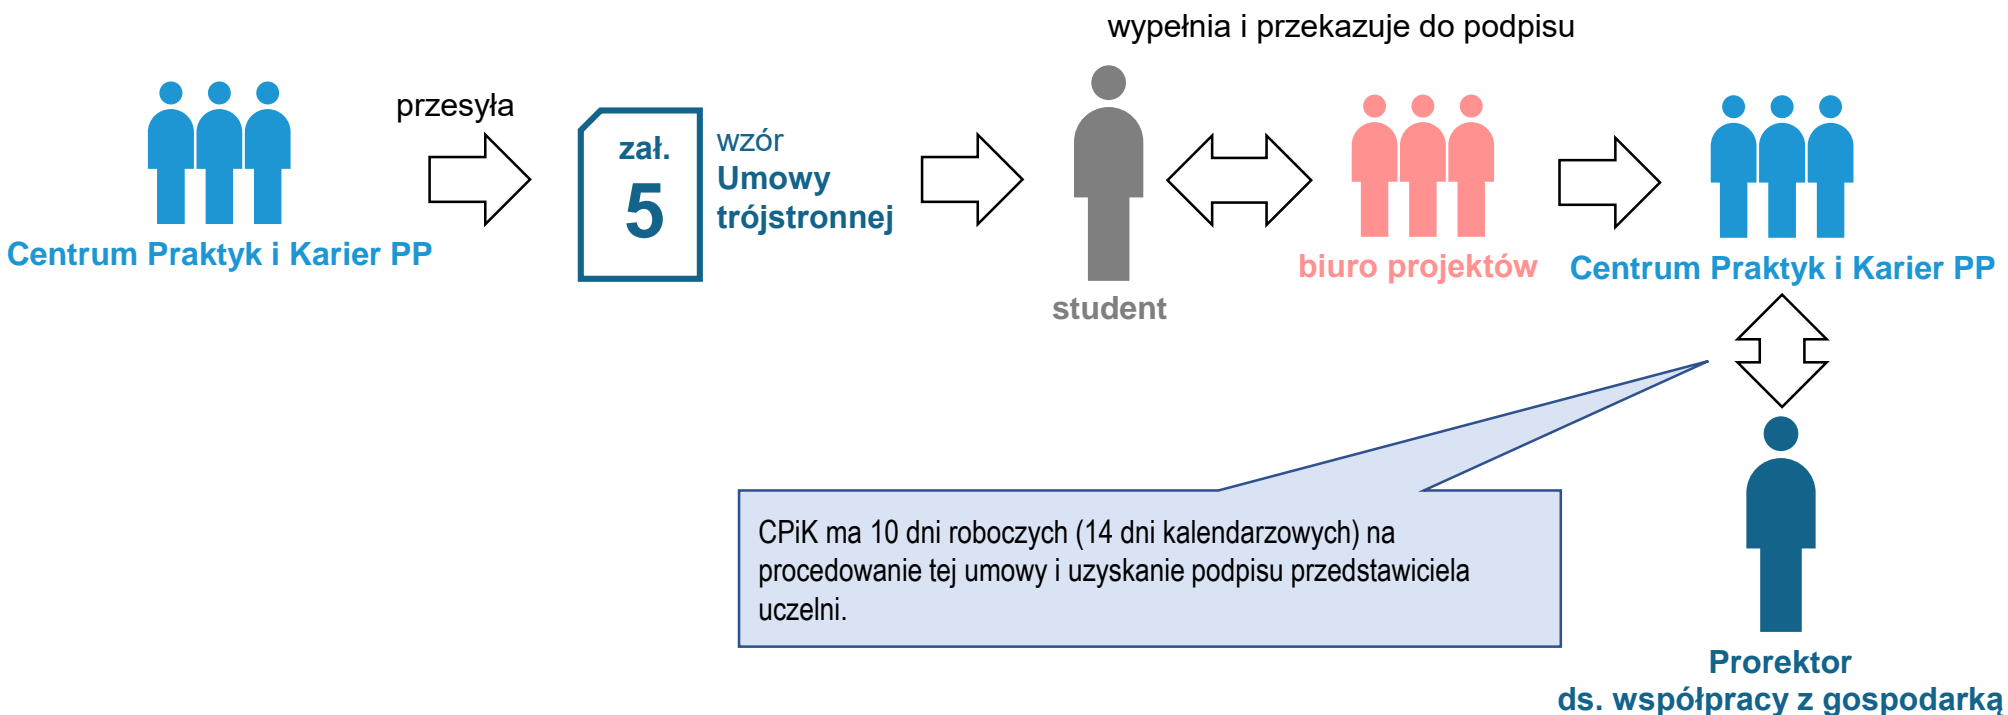 wypełnia i przekazuje do podpisu
przesyła
zał.
5
wzór
Umowy
trójstronnej
Centrum Praktyk i Karier PP
student
biuro projektów
Centrum Praktyk i Karier PP
CPiK ma 10 dni roboczych (14 dni kalendarzowych) na
procedowanie tej umowy i uzyskanie podpisu przedstawiciela
uczelni.
Prorektor
ds. współpracy z gospodarką